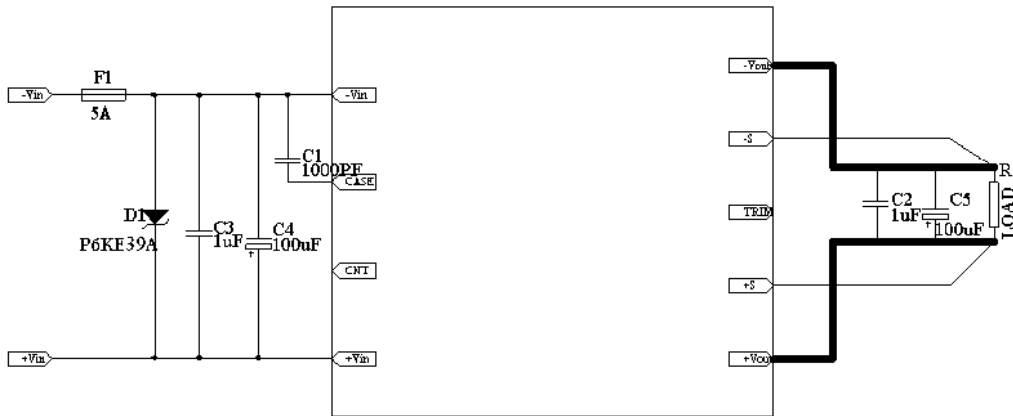 -Vin
F1
5A
-Vin
C1
1000PF
CASE
D1
P6KE39A
C3
1uF
C4
100uF
+
CNT
+Vin
+Vin
-Vout
-S
R
C2
1uF
C5
100uF
+
LOAD
TRIM
+S
+Vou